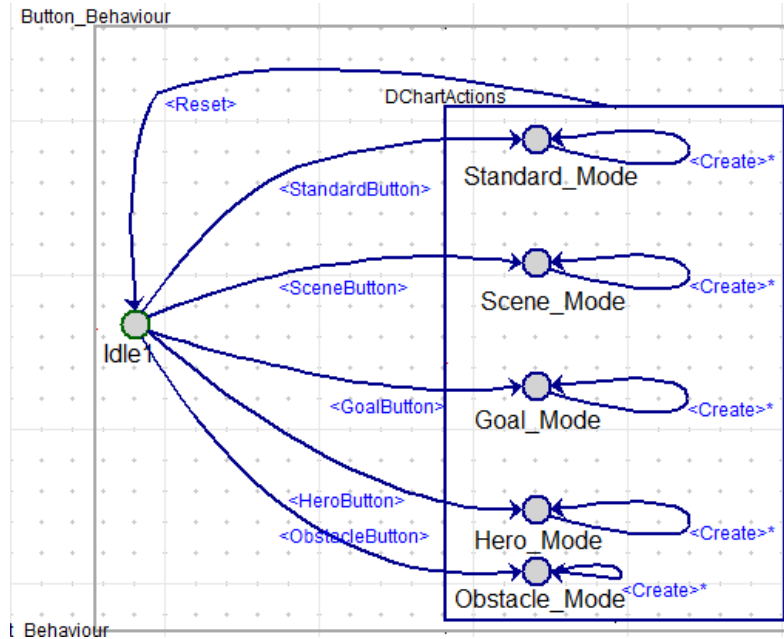 Button_Behaviour
DChartActions
<Reset>
<Create>*
Standard_Mode
<StandardButton>
<SceneButton>
<Create>*
Scene_Mode
Idle1
<GoalButton>
<Create>*
Goal_Mode
<HeroButton>
<Create>*
Hero_Mode
<ObstacleButton>
<Create>*
Obstacle_Mode
t_Behaviour